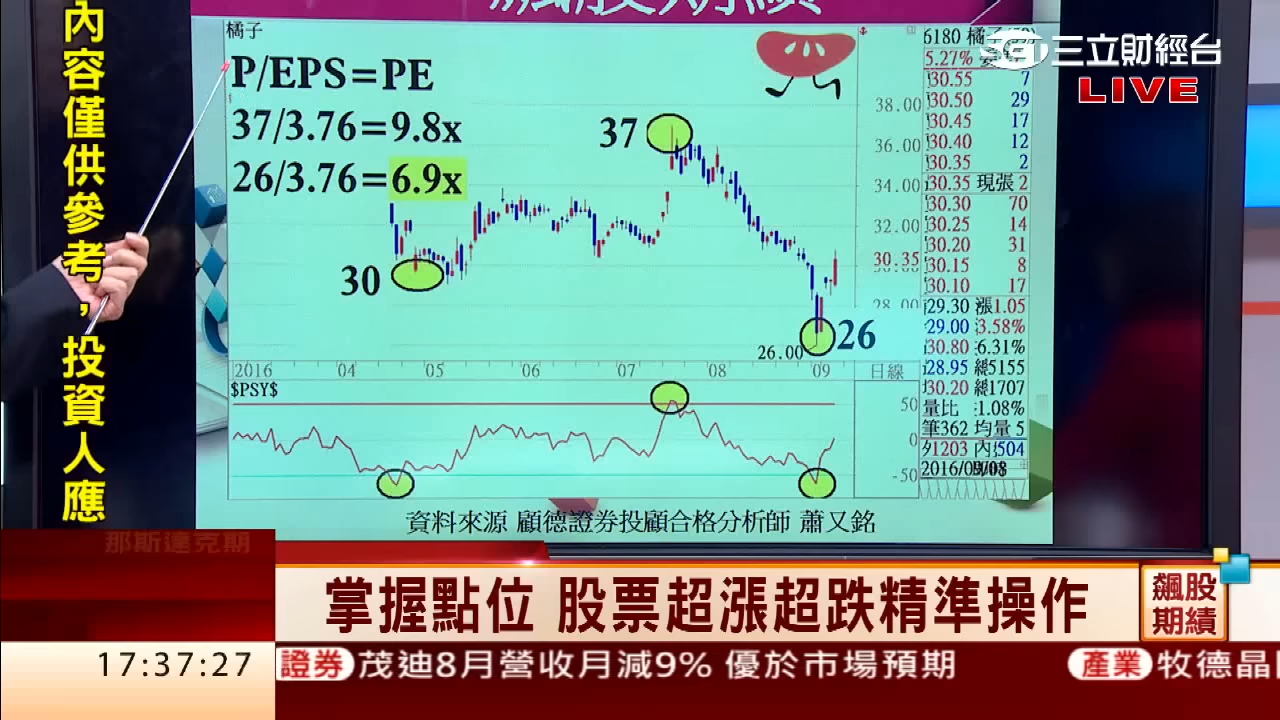 內容僅供參考，投資人應
橘子
P/EPS=PE
37/3.76=9.8x
26/3.76=6.9x
37
30
26
26.00
38.00
36.00
34.00
32.00
30.35
28.00
2016 '04 '05 '06 '07 '08 '09 日線
$PSY$
50
0
-50
6180 橘子
5.27%
30.55 7
30.50 29
30.45 17
30.40 12
30.35 2
30.35 現張 2
30.30 70
30.25 14
30.20 31
30.15 8
30.10 17
29.30 漲1.05
29.00 3.58%
30.80 6.31%
28.95 總5155
30.20 總1707
量比 1.08%
筆362 均量 5
外1203 內504
2016/09/08
三立財經台
LIVE
資料來源 顧德證券投顧合格分析師 蕭又銘
那斯達克期
掌握點位 股票超漲超跌精準操作
飆股
期績
17:37:27
證券 茂迪8月營收月減9% 優於市場預期
產業 牧德晶